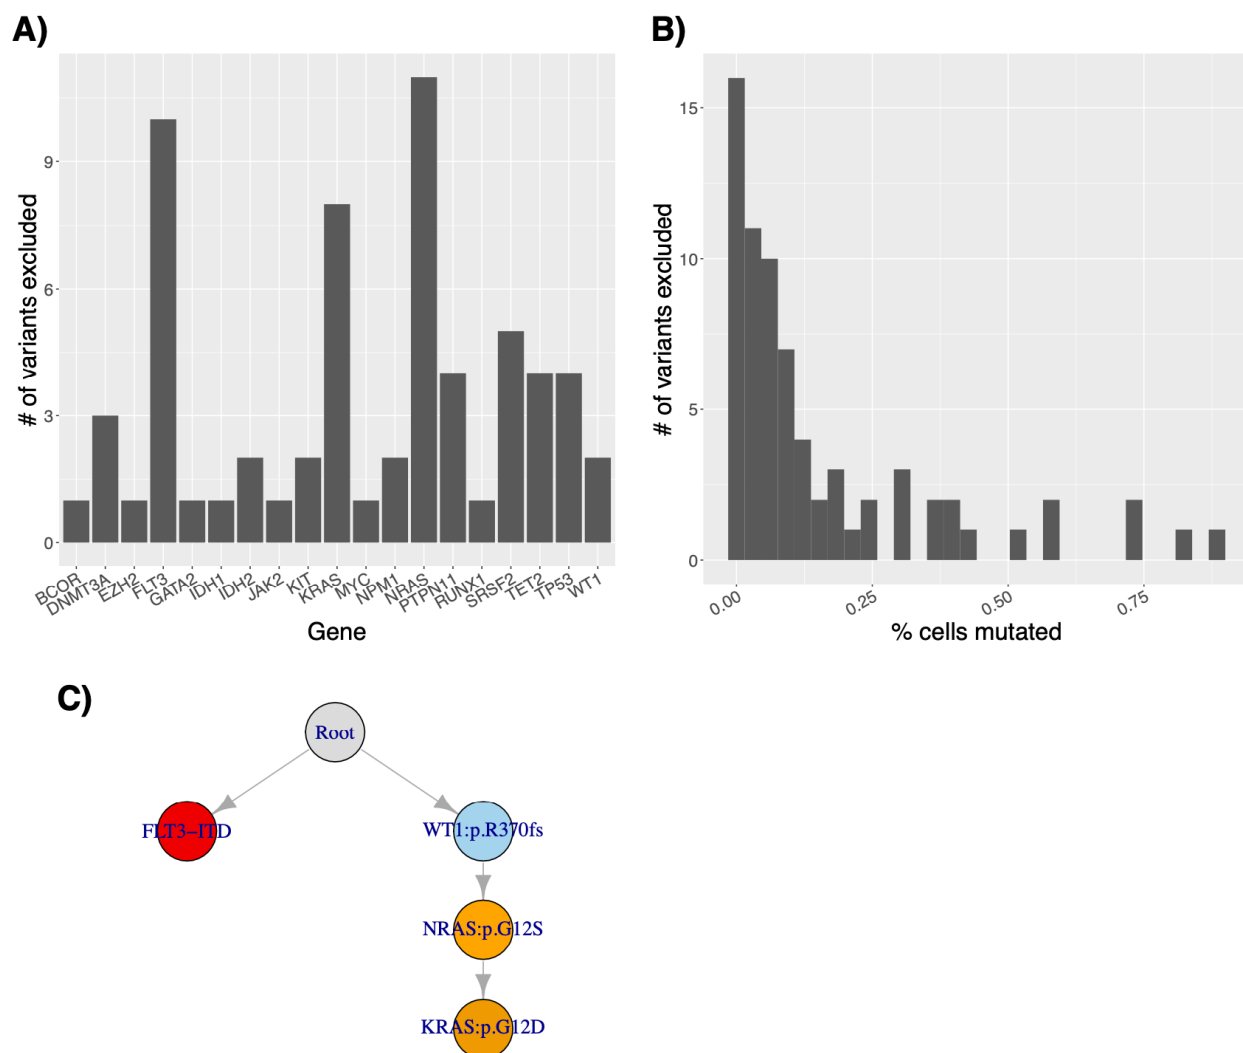 A)
# of variants excluded
9
6
3
0
BCOR
DNMT3A
EZH2
FLT3
GATA2
IDH1
IDH2
JAK2
KIT
KRAS
MYC
NPM1
NRAS
PTPN11
RUNX1
SRSF2
TET2
TP53
WT1
Gene
B)
# of variants excluded
15
10
5
0
0.00
0.25
0.50
0.75
% cells mutated
C)
Root
FLT3-ITD
WT1:p.R370fs
NRAS:p.G12S
KRAS:p.G12D